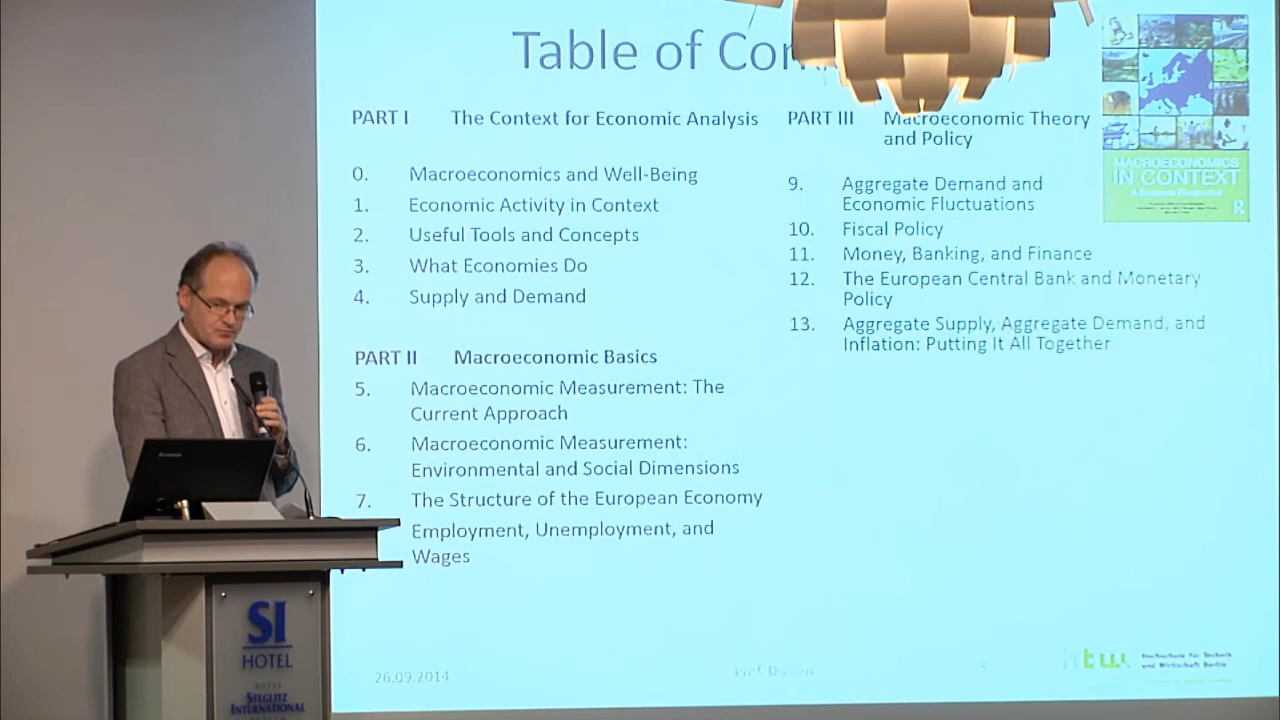 Table of Con
PART I The Context for Economic Analysis
0. Macroeconomics and Well-Being
1. Economic Activity in Context
2. Useful Tools and Concepts
3. What Economies Do
4. Supply and Demand
PART II Macroeconomic Basics
5. Macroeconomic Measurement: The
Current Approach
6. Macroeconomic Measurement:
Environmental and Social Dimensions
7. The Structure of the European Economy
Employment, Unemployment, and
Wages
PART III Macroeconomic Theory
and Policy
9. Aggregate Demand and
Economic Fluctuations
10. Fiscal Policy
11. Money, Banking, and Finance
12. The European Central Bank and Monetary
Policy
13. Aggregate Supply, Aggregate Demand, and
Inflation: Putting It All Together
MACROECONOMICS
IN CONTEXT
A European Perspective
R
26.09.2014
Prof.
htw.
Hochschule für Technik
und Wirtschaft Berlin
lenovo
SI
HOTEL
HOTEL
STEGLITZ
INTERNATIONAL